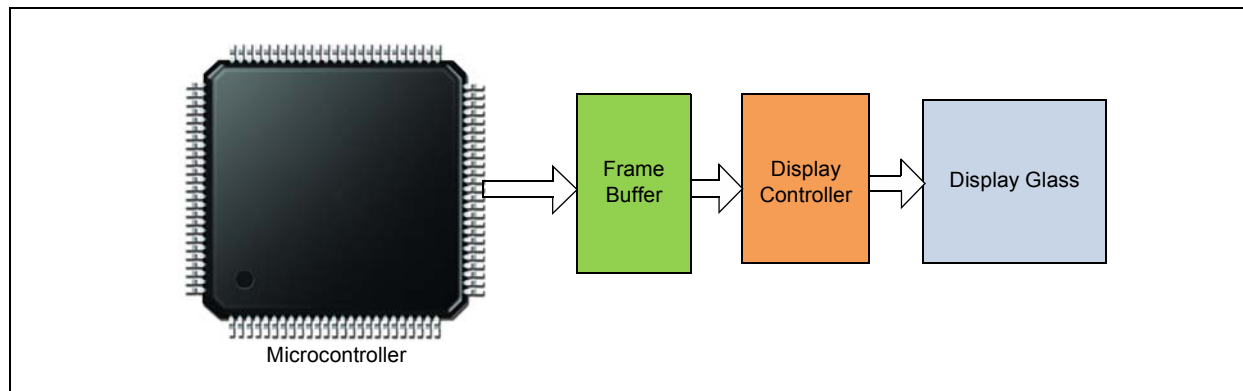 Frame
Buffer
Display
Controller
Display Glass
Microcontroller